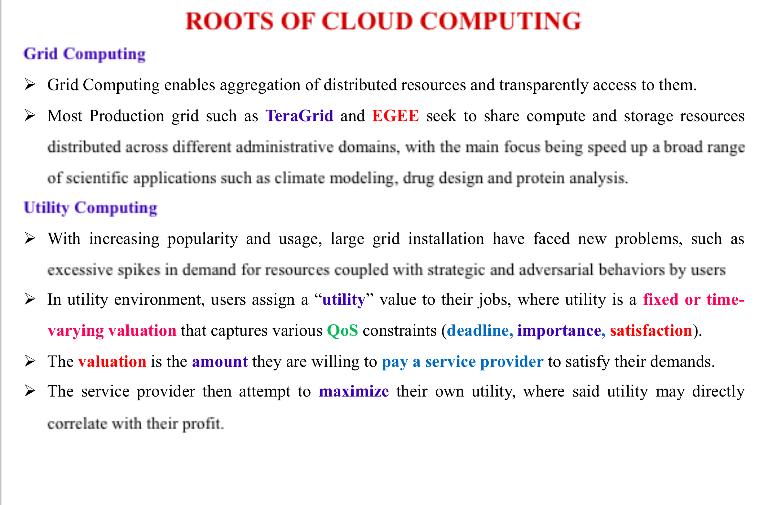 ROOTS OF CLOUD COMPUTING
Grid Computing
➢ Grid Computing enables aggregation of distributed resources and transparently access to them.
➢ Most Production grid such as TeraGrid and EGEE seek to share compute and storage resources
distributed across different administrative domains, with the main focus being speed up a broad range
of scientific applications such as climate modeling, drug design and protein analysis.
Utility Computing
➢ With increasing popularity and usage, large grid installation have faced new problems, such as
excessive spikes in demand for resources coupled with strategic and adversarial behaviors by users
➢ In utility environment, users assign a “utility” value to their jobs, where utility is a fixed or time-
varying valuation that captures various QoS constraints (deadline, importance, satisfaction).
➢ The valuation is the amount they are willing to pay a service provider to satisfy their demands.
➢ The service provider then attempt to maximize their own utility, where said utility may directly
correlate with their profit.